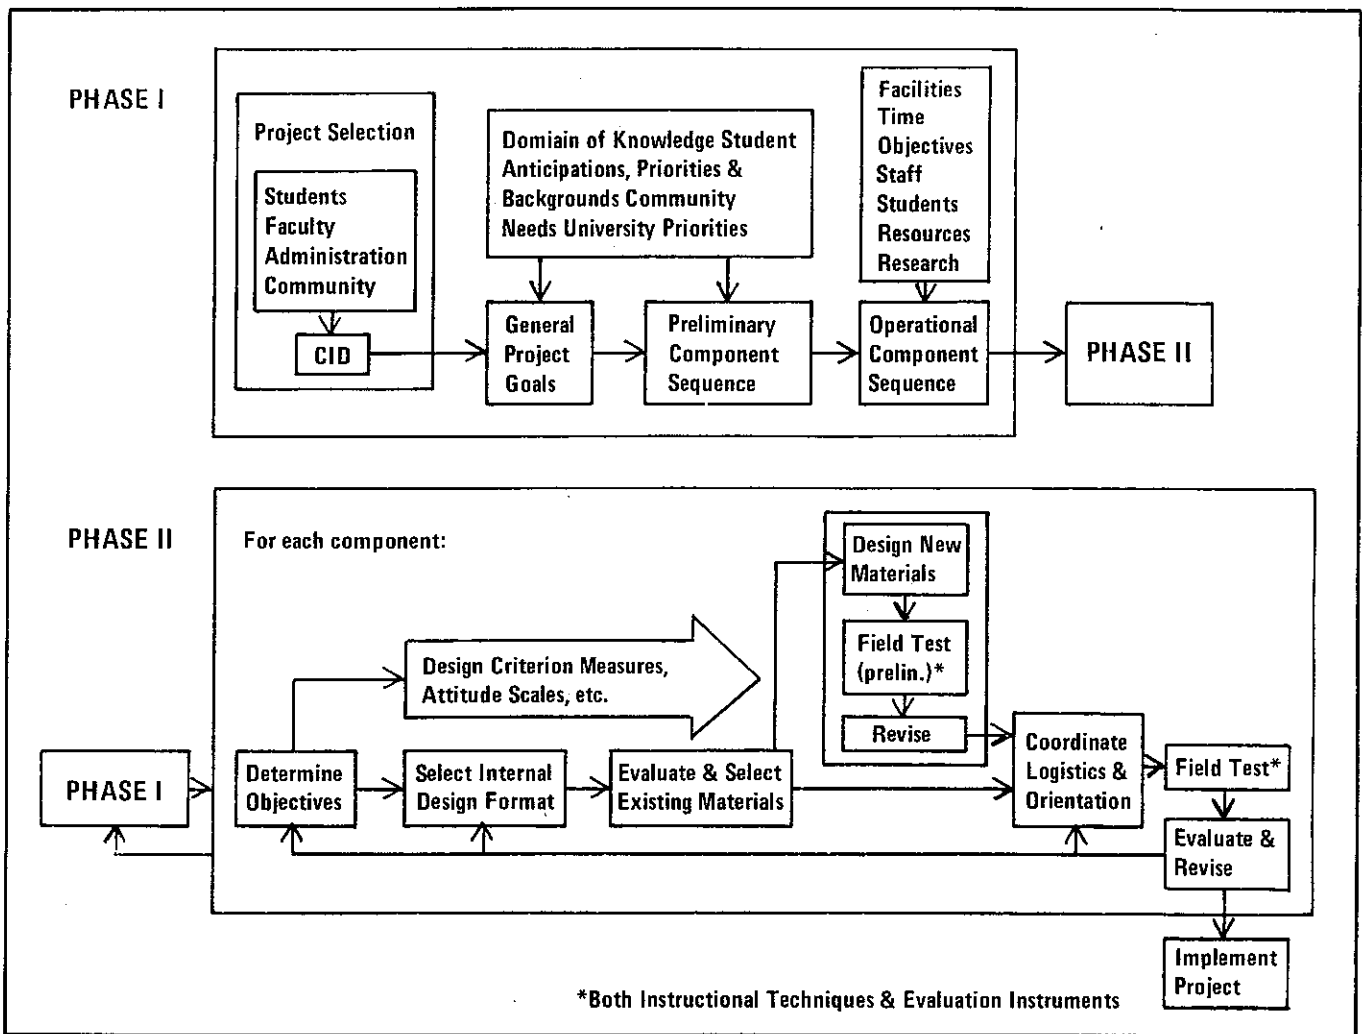 PHASE I
Project Selection
Students
Faculty
Administration
Community
CID
Domiain of Knowledge Student
Anticipations, Priorities &
Backgrounds Community
Needs University Priorities
Facilities
Time
Objectives
Staff
Students
Resources
Research
General
Project
Goals
Preliminary
Component
Sequence
Operational
Component
Sequence
PHASE II
PHASE II
For each component:
Design New
Materials
Field Test
(prelin.)*
Revise
Design Criterion Measures,
Attitude Scales, etc.
PHASE I
Determine
Objectives
Select Internal
Design Format
Evaluate & Select
Existing Materials
Coordinate
Logistics &
Orientation
Field Test*
Evaluate &
Revise
Implement
Project
*Both Instructional Techniques & Evaluation Instruments